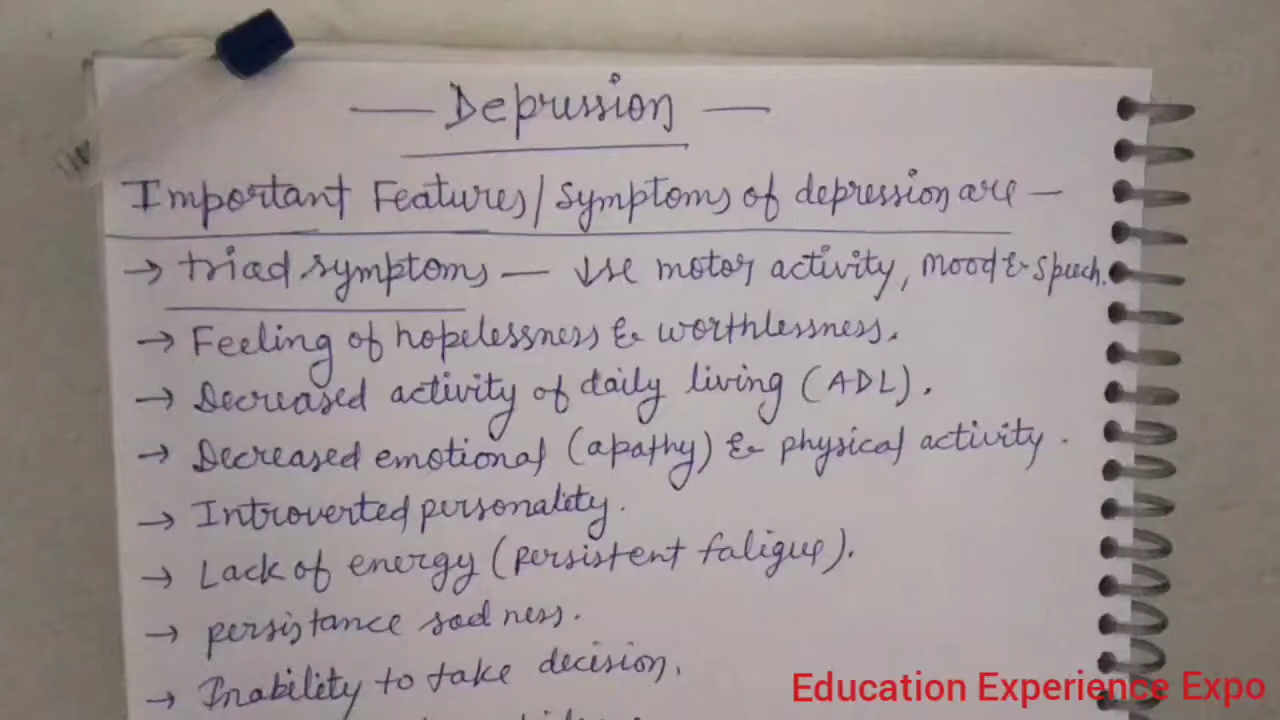 — Depression —
Important Features/Symptoms of depression are —
→ triad symptoms — ↓se motor activity, Mood & Speech.
→ Feeling of hopelessness & worthlessness.
→ Decreased activity of daily living (ADL).
→ Decreased emotional (apathy) & physical activity.
→ Introverted personality.
→ Lack of energy (persistent fatigue).
→ persistance sadness.
→ Inability to take decision.
Education Experience Expo